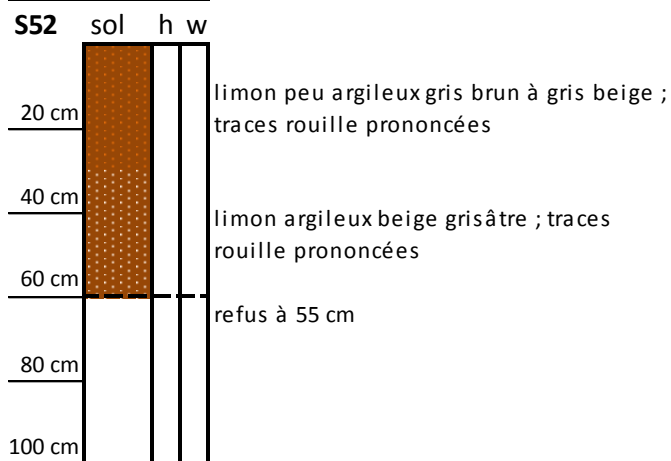 S52 sol h w
limon peu argileux gris brun à gris beige ;
20 cm
traces rouille prononcées
40 cm
limon argileux beige grisâtre ; traces
rouille prononcées
60 cm
refus à 55 cm
80 cm
100 cm